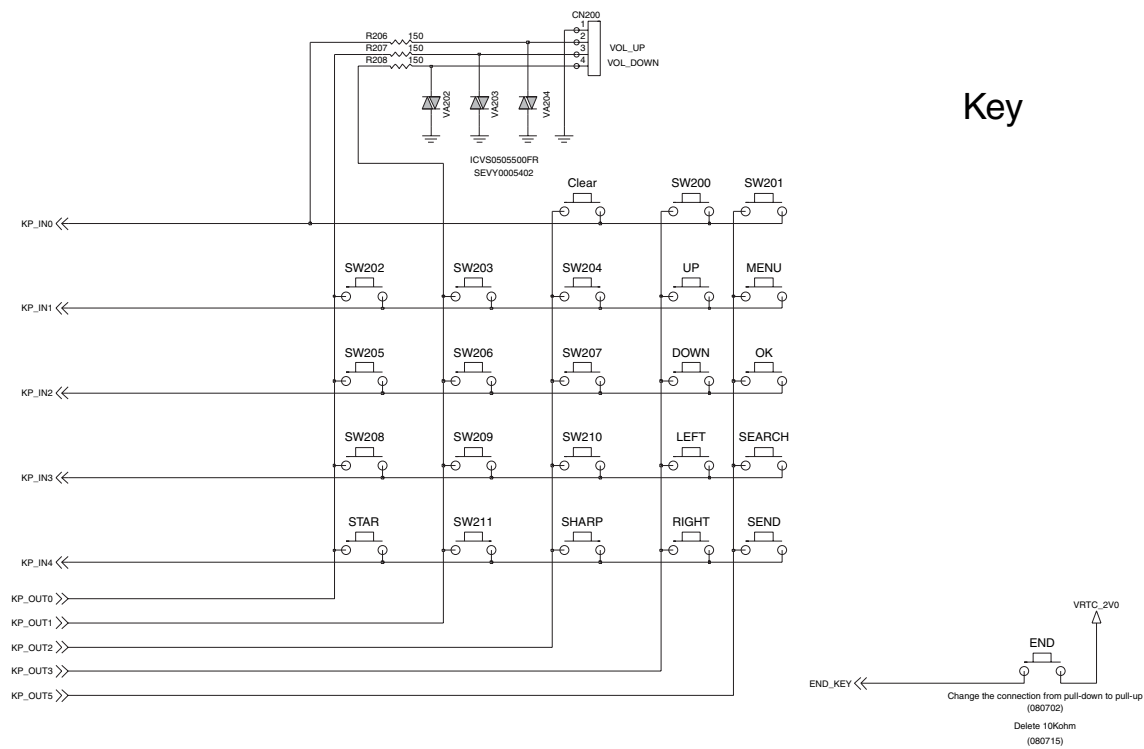 CN200
1
R206 150 2
R207 150 3 VOL_UP
R208 150 4 VOL_DOWN
VA202
VA203
VA204
Key
ICVS0505500FR
SEVY0005402
Clear SW200 SW201
KP_IN0
SW202 SW203 SW204 UP MENU
KP_IN1
SW205 SW206 SW207 DOWN OK
KP_IN2
SW208 SW209 SW210 LEFT SEARCH
KP_IN3
STAR SW211 SHARP RIGHT SEND
KP_IN4
KP_OUT0
KP_OUT1
KP_OUT2
KP_OUT3
KP_OUT5
VRTC_2V0
END
END_KEY
Change the connection from pull-down to pull-up
(080702)
Delete 10Kohm
(080715)